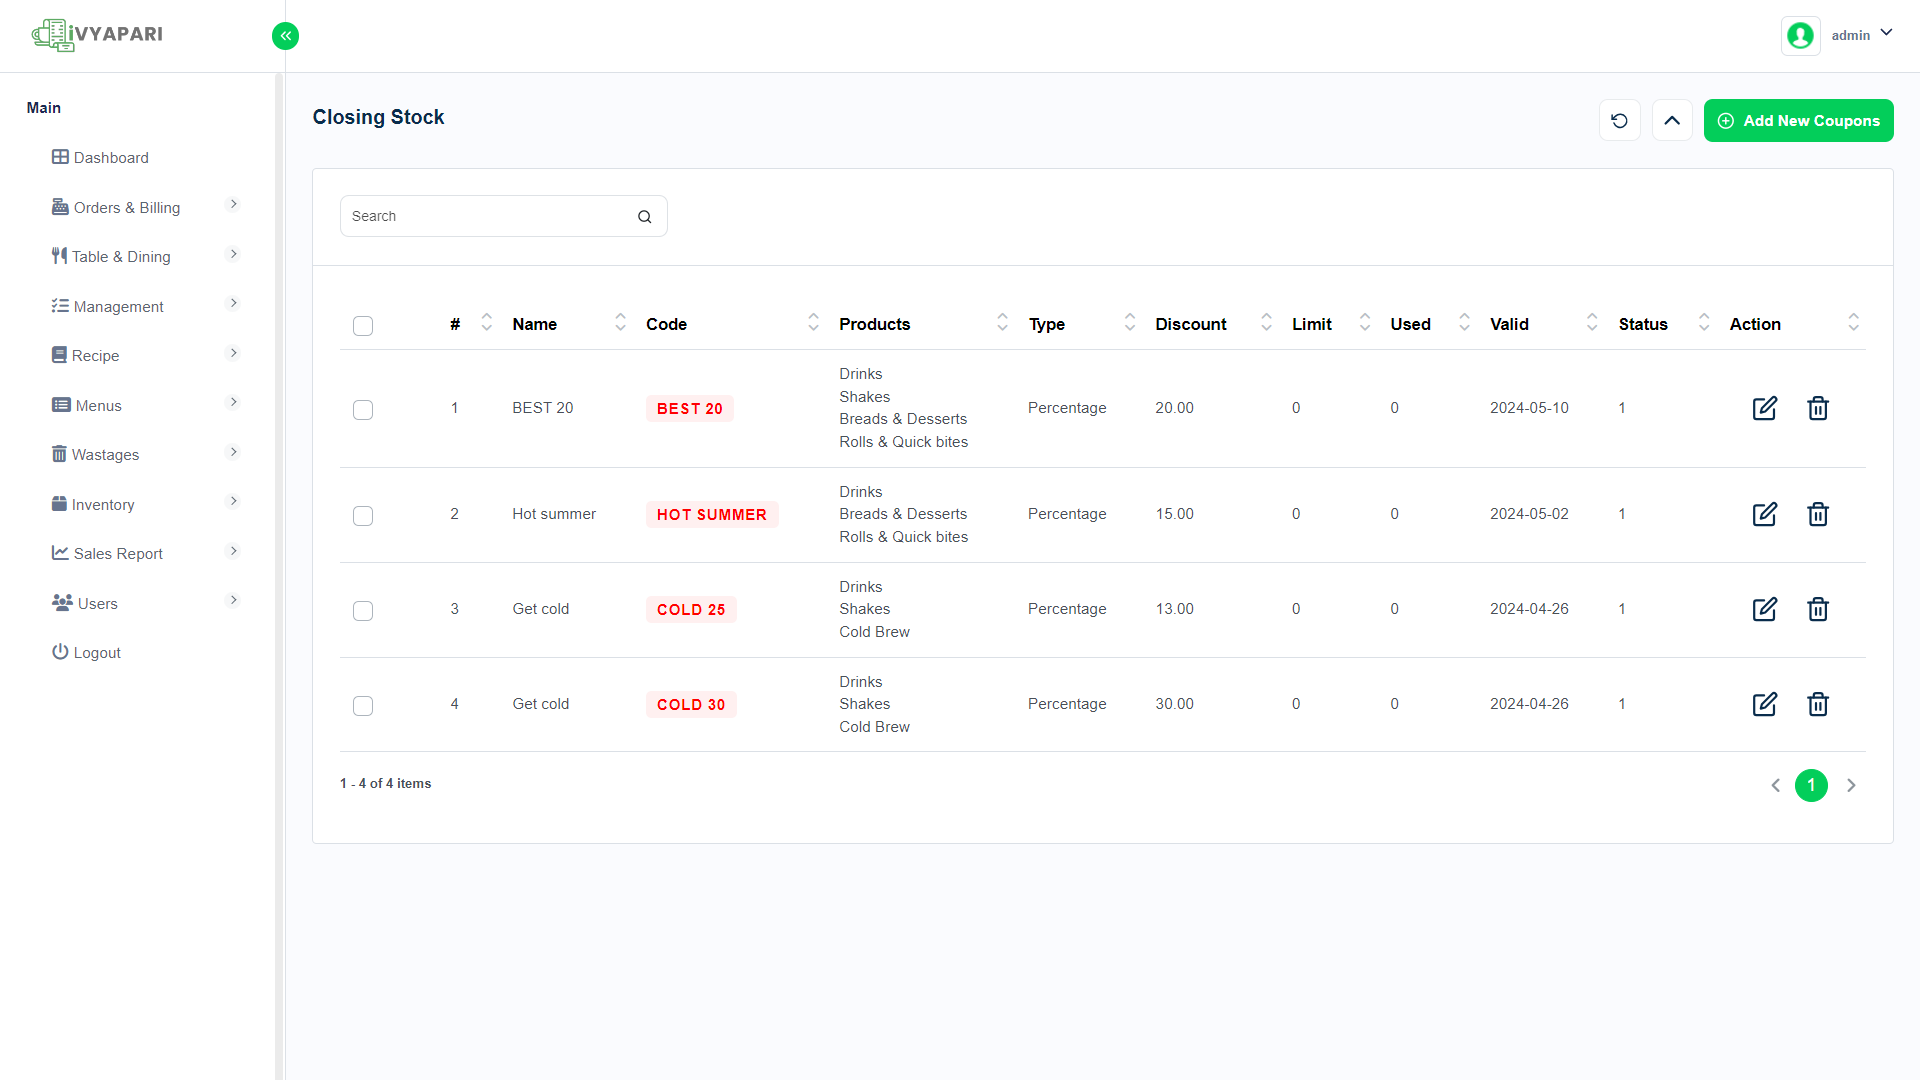 iVYAPARI
admin
Main
Dashboard
Orders & Billing
Table & Dining
Management
Recipe
Menus
Wastages
Inventory
Sales Report
Users
Logout
Closing Stock
Add New Coupons
Search
# Name Code Products Type Discount Limit Used Valid Status Action
1 BEST 20 BEST 20 Drinks Percentage 20.00 0 0 2024-05-10 1
Shakes
Breads & Desserts
Rolls & Quick bites
2 Hot summer HOT SUMMER Drinks Percentage 15.00 0 0 2024-05-02 1
Breads & Desserts
Rolls & Quick bites
3 Get cold COLD 25 Drinks Percentage 13.00 0 0 2024-04-26 1
Shakes
Cold Brew
4 Get cold COLD 30 Drinks Percentage 30.00 0 0 2024-04-26 1
Shakes
Cold Brew
1 - 4 of 4 items
1